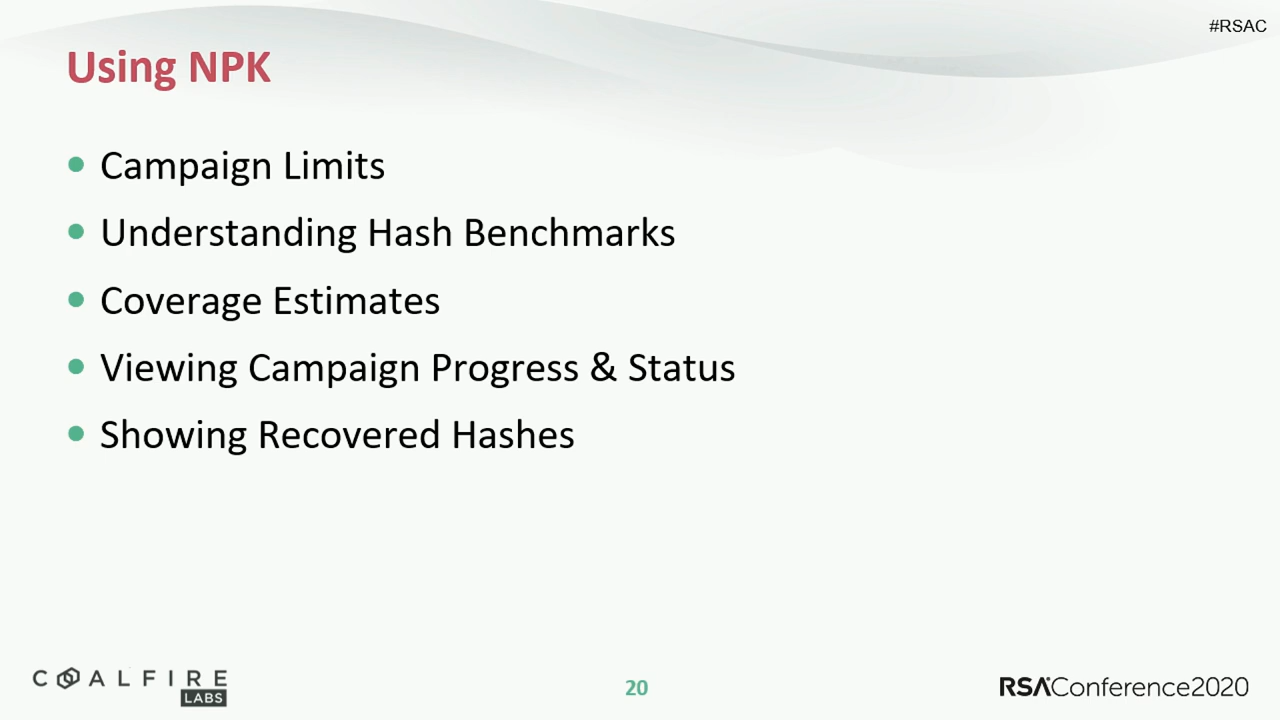 #RSAC
Using NPK
Campaign Limits
Understanding Hash Benchmarks
Coverage Estimates
Viewing Campaign Progress & Status
Showing Recovered Hashes
COALFIRE
LABS
20
RSAConference2020